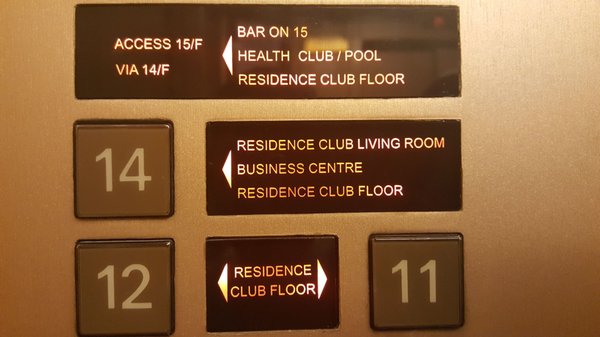 ACCESS 15/F
VIA 14/F
BAR ON 15
HEALTH CLUB / POOL
RESIDENCE CLUB FLOOR
14
RESIDENCE CLUB LIVING ROOM
BUSINESS CENTRE
RESIDENCE CLUB FLOOR
12
RESIDENCE
CLUB FLOOR
11